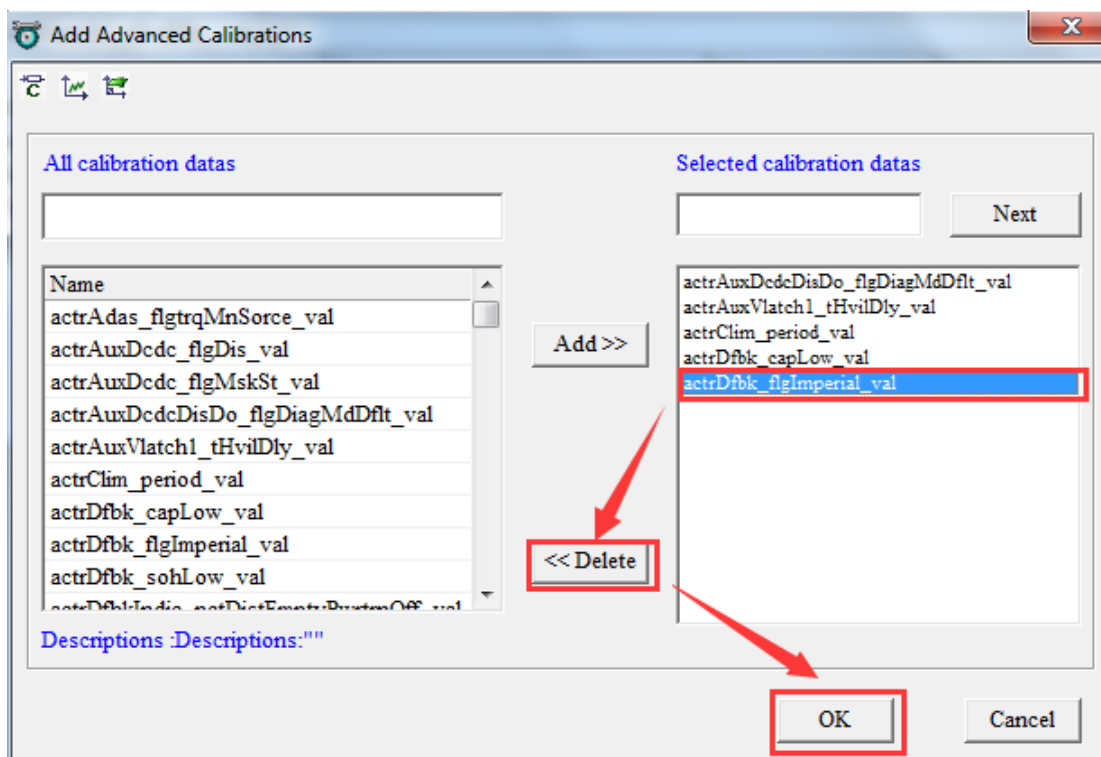 Add Advanced Calibrations
All calibration datas
Selected calibration datas
Next
Name
actrAdas_flgtrqMnSorce_val
actrAuxDcdc_flgDis_val
actrAuxDcdc_flgMskSt_val
actrAuxDcdcDisDo_flgDiagMdDflt_val
actrAuxVlatch1_tHvilDly_val
actrClim_period_val
actrDfbk_capLow_val
actrDfbk_flgImperial_val
actrDfbk_sohLow_val
actrDfbkIndic_pctDistEmptyPwrtrmOff_val
Add >>
<< Delete
actrAuxDcdcDisDo_flgDiagMdDflt_val
actrAuxVlatch1_tHvilDly_val
actrClim_period_val
actrDfbk_capLow_val
actrDfbk_flgImperial_val
Descriptions :Descriptions:""
OK
Cancel